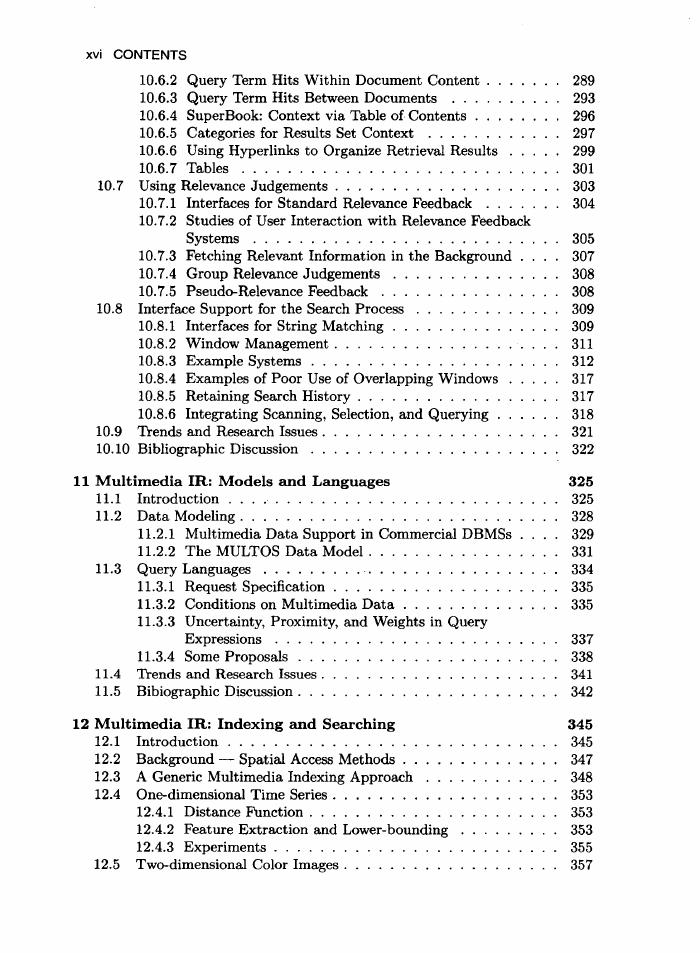 xvi CONTENTS
10.6.2 Query Term Hits Within Document Content . . . . . . . 289
10.6.3 Query Term Hits Between Documents . . . . . . . . . . 293
10.6.4 SuperBook: Context via Table of Contents . . . . . . . . 296
10.6.5 Categories for Results Set Context . . . . . . . . . . . . 297
10.6.6 Using Hyperlinks to Organize Retrieval Results . . . . . 299
10.6.7 Tables . . . . . . . . . . . . . . . . . . . . . . . . . . . . 301
10.7 Using Relevance Judgements . . . . . . . . . . . . . . . . . . . . 303
10.7.1 Interfaces for Standard Relevance Feedback . . . . . . . 304
10.7.2 Studies of User Interaction with Relevance Feedback
Systems . . . . . . . . . . . . . . . . . . . . . . . . . . . 305
10.7.3 Fetching Relevant Information in the Background . . . . 307
10.7.4 Group Relevance Judgements . . . . . . . . . . . . . . . 308
10.7.5 Pseudo-Relevance Feedback . . . . . . . . . . . . . . . . 308
10.8 Interface Support for the Search Process . . . . . . . . . . . . . 309
10.8.1 Interfaces for String Matching . . . . . . . . . . . . . . . 309
10.8.2 Window Management . . . . . . . . . . . . . . . . . . . . 311
10.8.3 Example Systems . . . . . . . . . . . . . . . . . . . . . . 312
10.8.4 Examples of Poor Use of Overlapping Windows . . . . . 317
10.8.5 Retaining Search History . . . . . . . . . . . . . . . . . . 317
10.8.6 Integrating Scanning, Selection, and Querying . . . . . . 318
10.9 Trends and Research Issues . . . . . . . . . . . . . . . . . . . . . 321
10.10 Bibliographic Discussion . . . . . . . . . . . . . . . . . . . . . . 322
11 Multimedia IR: Models and Languages 325
11.1 Introduction . . . . . . . . . . . . . . . . . . . . . . . . . . . . . 325
11.2 Data Modeling . . . . . . . . . . . . . . . . . . . . . . . . . . . . 328
11.2.1 Multimedia Data Support in Commercial DBMSs . . . . 329
11.2.2 The MULTOS Data Model . . . . . . . . . . . . . . . . . 331
11.3 Query Languages . . . . . . . . . . . . . . . . . . . . . . . . . . 334
11.3.1 Request Specification . . . . . . . . . . . . . . . . . . . . 335
11.3.2 Conditions on Multimedia Data . . . . . . . . . . . . . . 335
11.3.3 Uncertainty, Proximity, and Weights in Query
Expressions . . . . . . . . . . . . . . . . . . . . . . . . . 337
11.3.4 Some Proposals . . . . . . . . . . . . . . . . . . . . . . . 338
11.4 Trends and Research Issues . . . . . . . . . . . . . . . . . . . . . 341
11.5 Bibiographic Discussion . . . . . . . . . . . . . . . . . . . . . . . 342
12 Multimedia IR: Indexing and Searching 345
12.1 Introduction . . . . . . . . . . . . . . . . . . . . . . . . . . . . . 345
12.2 Background — Spatial Access Methods . . . . . . . . . . . . . . 347
12.3 A Generic Multimedia Indexing Approach . . . . . . . . . . . . 348
12.4 One-dimensional Time Series . . . . . . . . . . . . . . . . . . . . 353
12.4.1 Distance Function . . . . . . . . . . . . . . . . . . . . . . 353
12.4.2 Feature Extraction and Lower-bounding . . . . . . . . . 353
12.4.3 Experiments . . . . . . . . . . . . . . . . . . . . . . . . . 355
12.5 Two-dimensional Color Images . . . . . . . . . . . . . . . . . . . 357